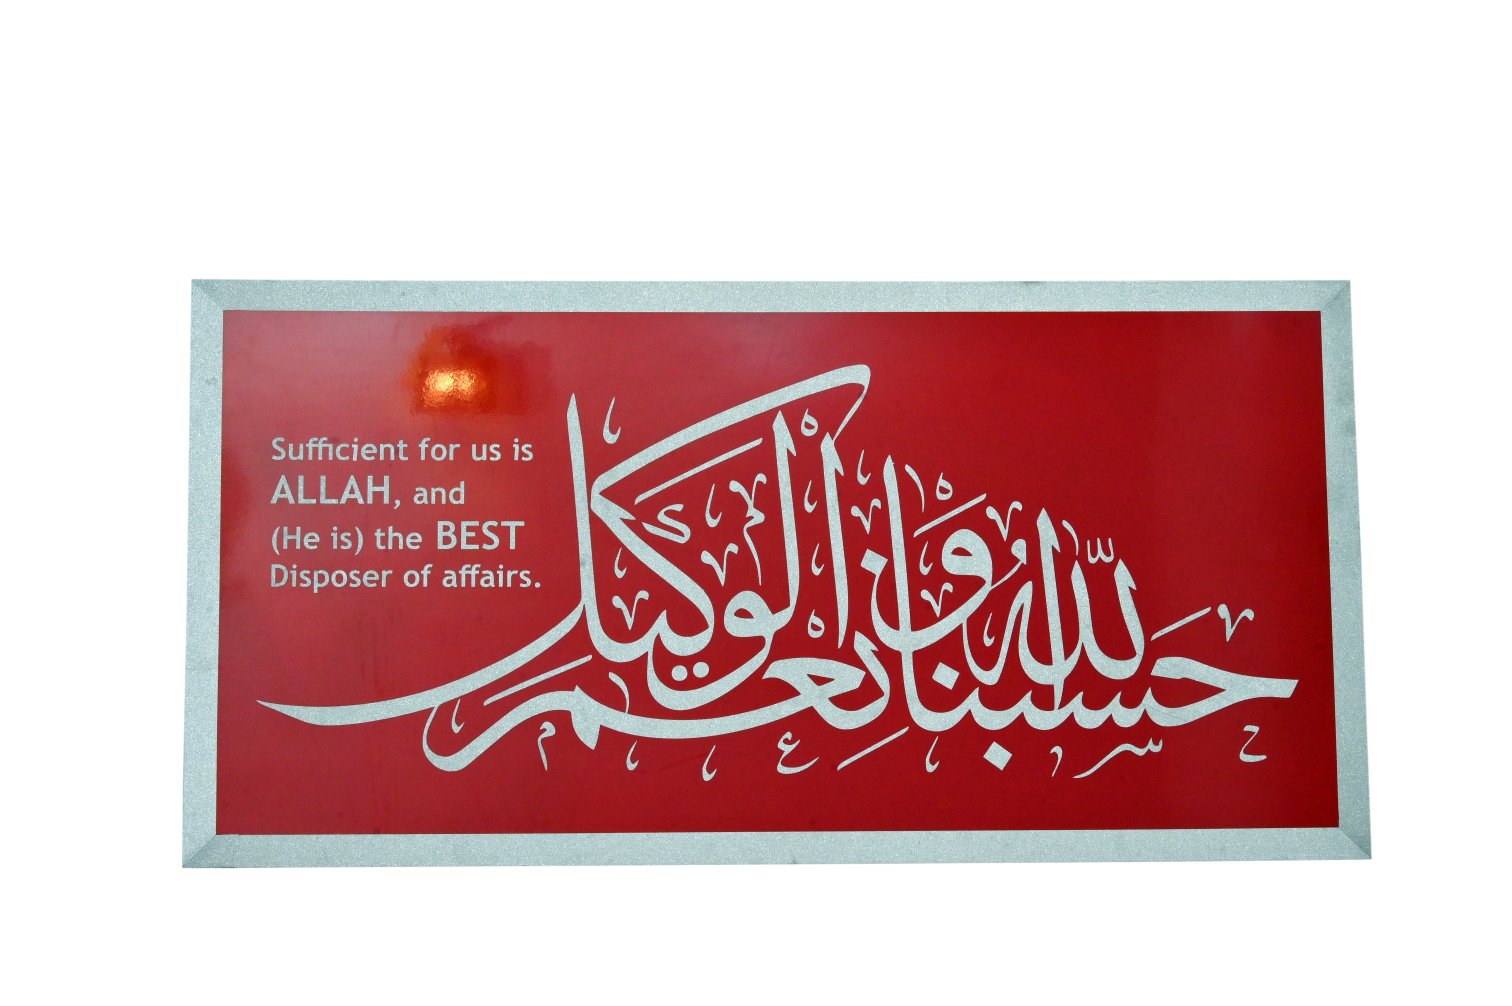 Sufficient for us is
ALLAH, and
(He is) the BEST
Disposer of affairs.
حسبنا الله ونعم الوكيل